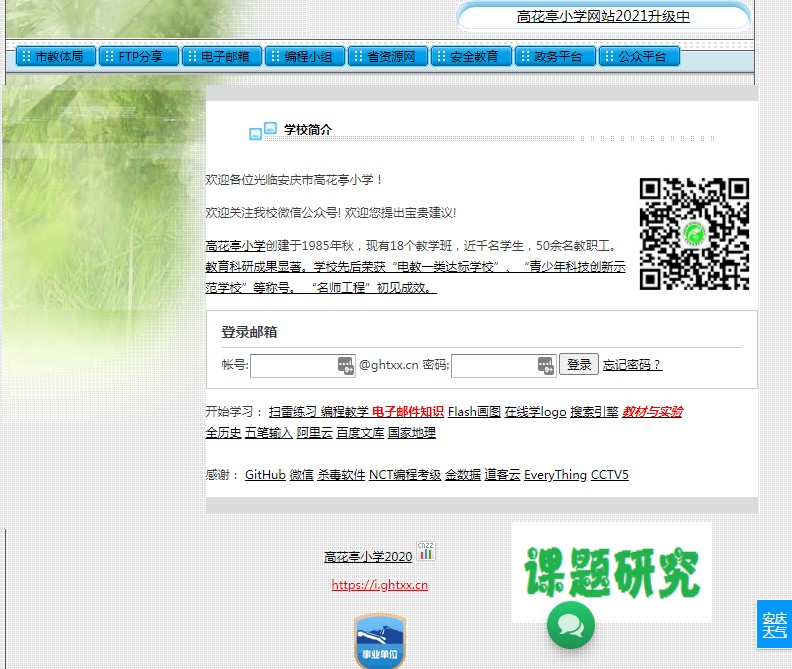 高花亭小学网站2021升级中
市教体局 FTP分享 电子邮箱 编程小组 省资源网 安全教育 政务平台 公众平台
学校简介
欢迎各位光临安庆市高花亭小学！
欢迎关注我校微信公众号! 欢迎您提出宝贵建议!
高花亭小学创建于1985年秋，现有18个教学班，近千名学生，50余名教职工。
教育科研成果显著。学校先后荣获“电教一类达标学校”、“青少年科技创新示
范学校”等称号。 “名师工程”初见成效。
登录邮箱
帐号: @ghtxx.cn 密码: 登录 忘记密码？
开始学习： 扫雷练习 编程教学 电子邮件知识 Flash画图 在线学logo 搜索引擎 教材与实验
全历史 五笔输入 阿里云 百度文库 国家地理
感谢： GitHub 微信 杀毒软件 NCT编程考级 金数据 道客云 EveryThing CCTV5
高花亭小学2020 CNZZ
https://i.ghtxx.cn
事业单位
课题研究
安庆
天气